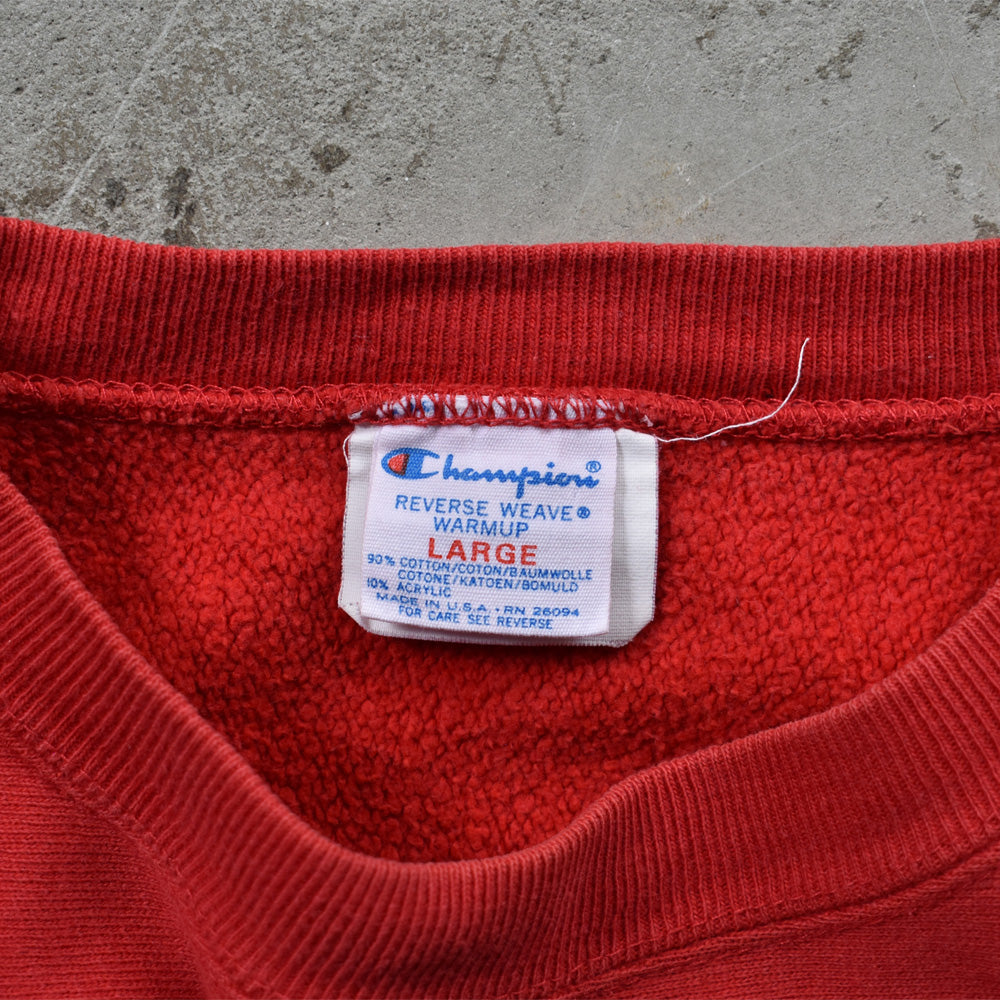 Champion®
REVERSE WEAVE®
WARMUP
LARGE
90% COTTON/COTON/BAUMWOLLE
COTONE/KATOEN/BOMULD
10% ACRYLIC
MADE IN U.S.A. • RN 26094
FOR CARE SEE REVERSE